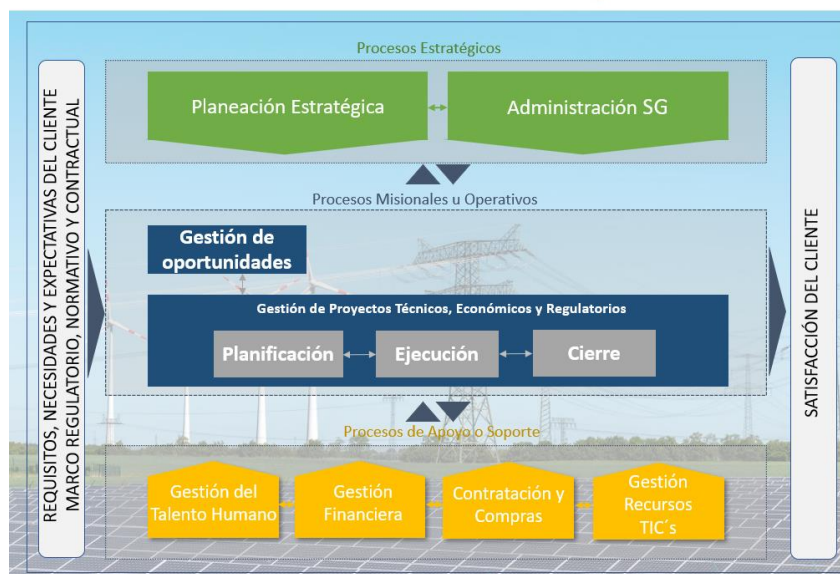 REQUISITOS, NECESIDADES Y EXPECTATIVAS DEL CLIENTE
MARCO REGULATORIO, NORMATIVO Y CONTRACTUAL
Procesos Estratégicos
Planeación Estratégica
Administración SG
Procesos Misionales u Operativos
Gestión de
oportunidades
Gestión de Proyectos Técnicos, Económicos y Regulatorios
Planificación
Ejecución
Cierre
Procesos de Apoyo o Soporte
Gestión del
Talento Humano
Gestión
Financiera
Contratación y
Compras
Gestión
Recursos
TIC´s
SATISFACCIÓN DEL CLIENTE